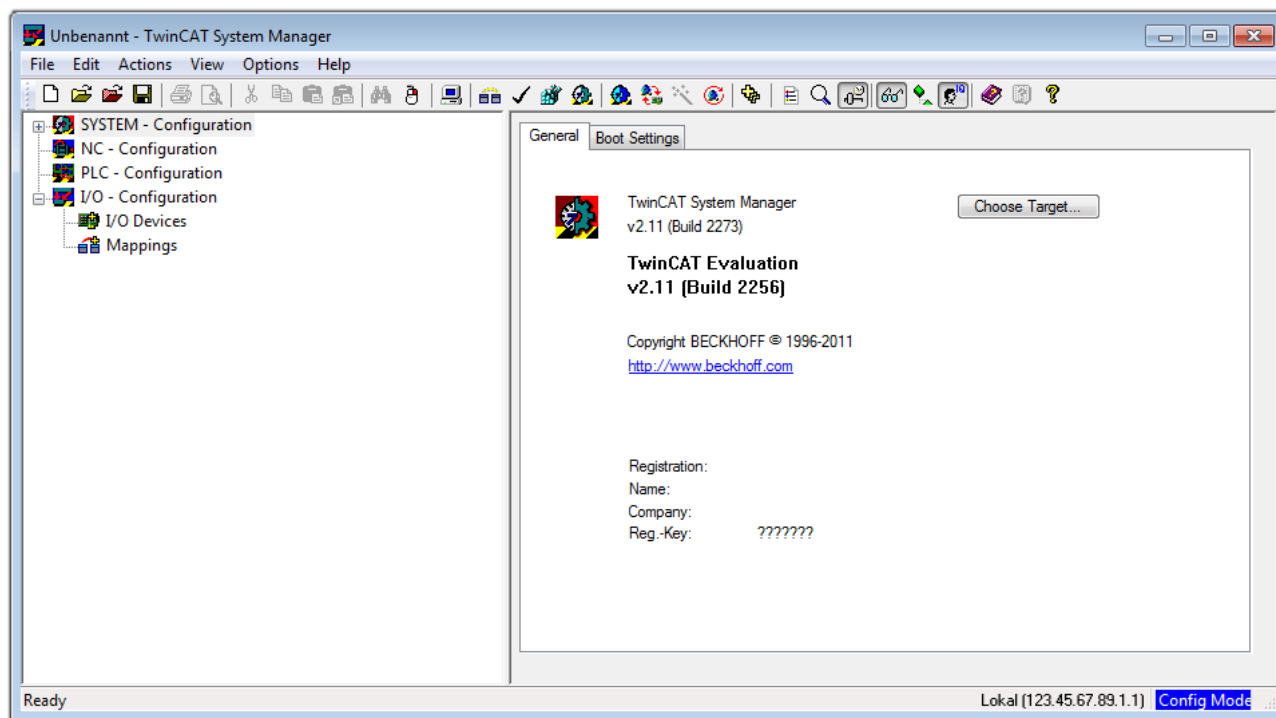 Unbenannt - TwinCAT System Manager
File Edit Actions View Options Help
SYSTEM - Configuration
NC - Configuration
PLC - Configuration
I/O - Configuration
I/O Devices
Mappings
General Boot Settings
TwinCAT System Manager
v2.11 (Build 2273)
Choose Target...
TwinCAT Evaluation
v2.11 (Build 2256)
Copyright BECKHOFF © 1996-2011
http://www.beckhoff.com
Registration:
Name:
Company:
Reg.-Key: ???????
Ready Lokal (123.45.67.89.1.1) Config Mode